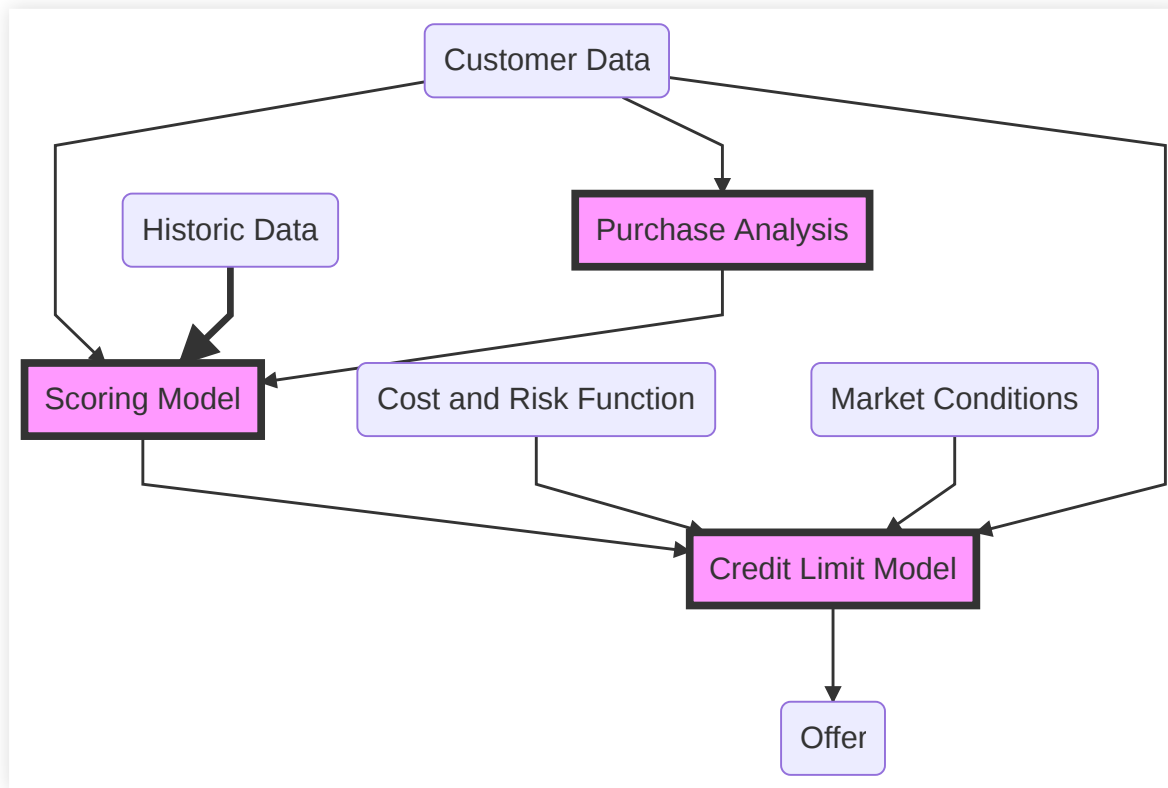 Customer Data
Historic Data
Purchase Analysis
Scoring Model
Cost and Risk Function
Market Conditions
Credit Limit Model
Offer